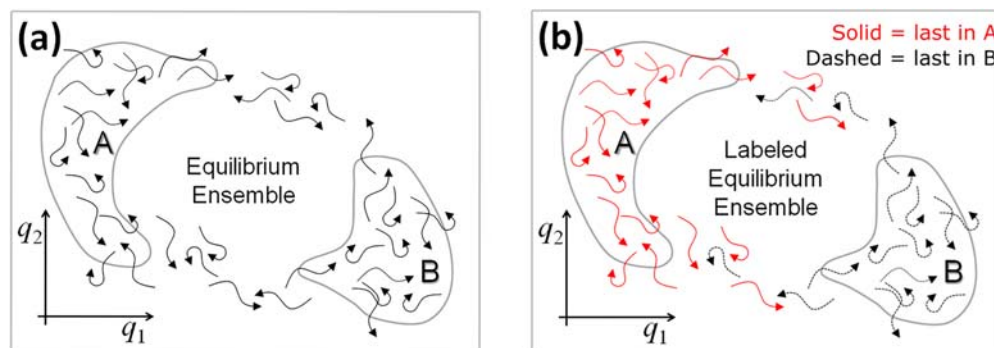 (a)
A
Equilibrium
Ensemble
B
q2
q1
(b)
Solid = last in A
Dashed = last in B
A
Labeled
Equilibrium
Ensemble
B
q2
q1